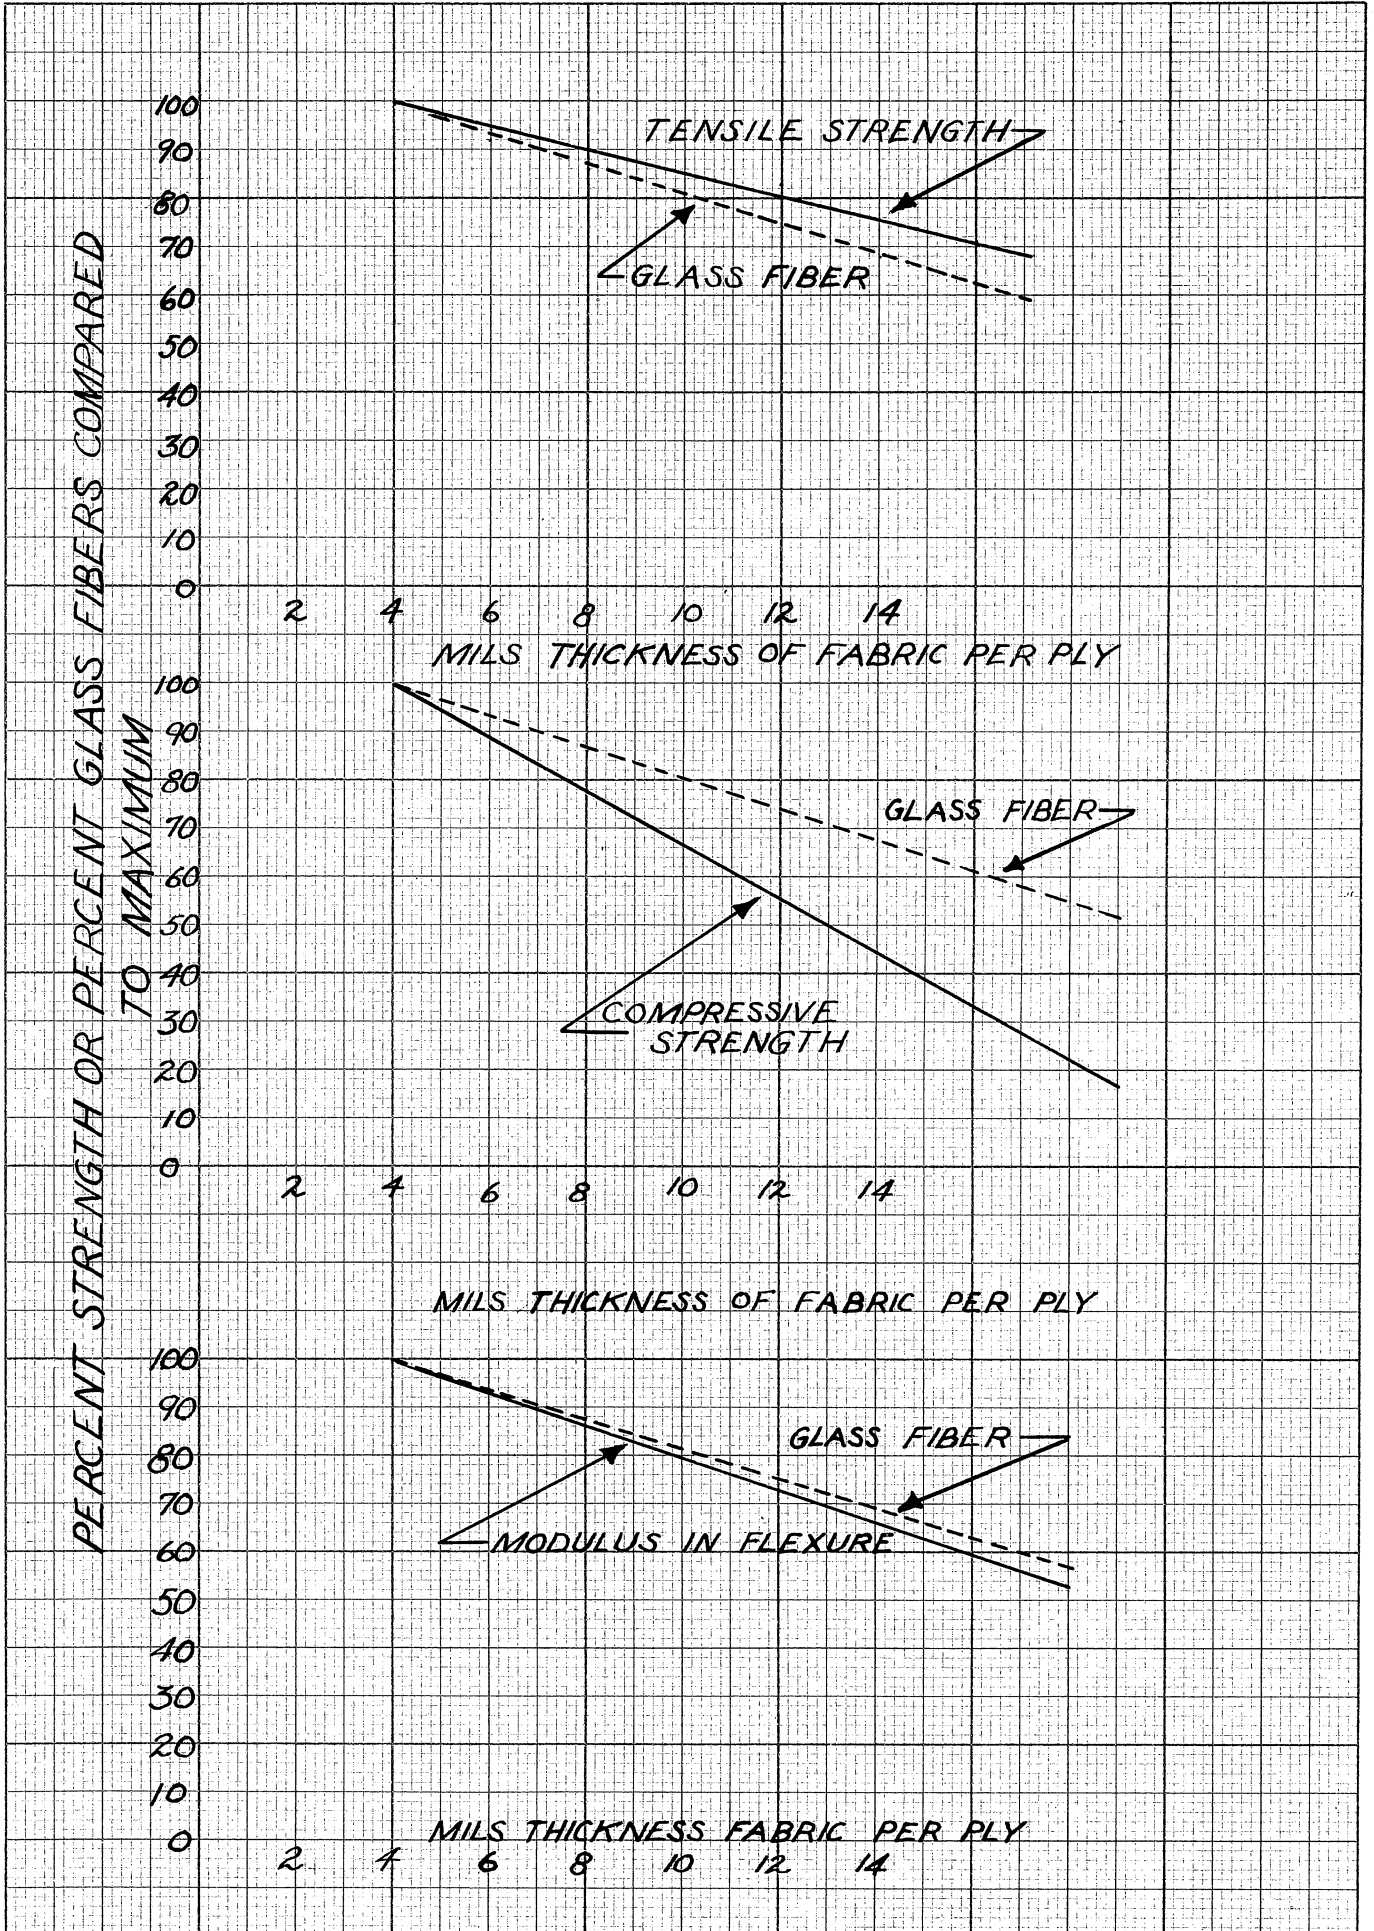 PERCENT STRENGTH OR PERCENT GLASS FIBERS COMPARED
TO MAXIMUM
100
90
80
70
60
50
40
30
20
10
0
TENSILE STRENGTH
GLASS FIBER
2 4 6 8 10 12 14
MILS THICKNESS OF FABRIC PER PLY
100
90
80
70
60
50
40
30
20
10
0
GLASS FIBER
COMPRESSIVE
STRENGTH
2 4 6 8 10 12 14
MILS THICKNESS OF FABRIC PER PLY
100
90
80
70
60
50
40
30
20
10
0
GLASS FIBER
MODULUS IN FLEXURE
MILS THICKNESS FABRIC PER PLY
2 4 6 8 10 12 14